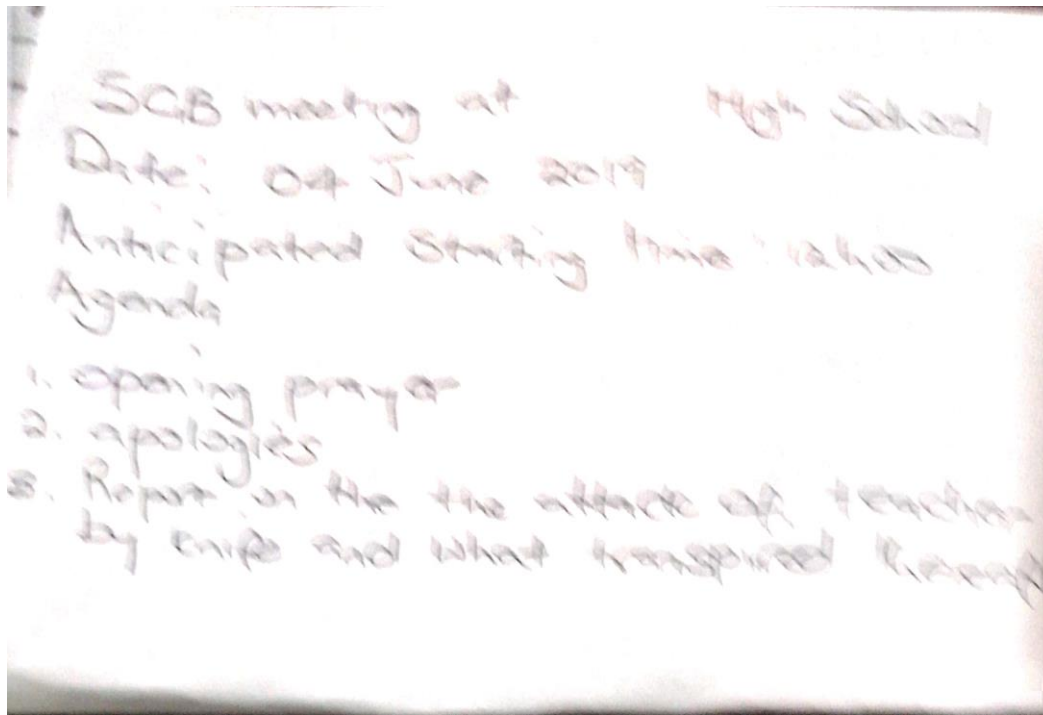 SGB meeting at High School
Date: 04 June 2019
Anticipated Starting time: 12h00
Agenda
1. opening prayer
2. apologies
3. Report on the the attack of teacher
by knife and what transpired